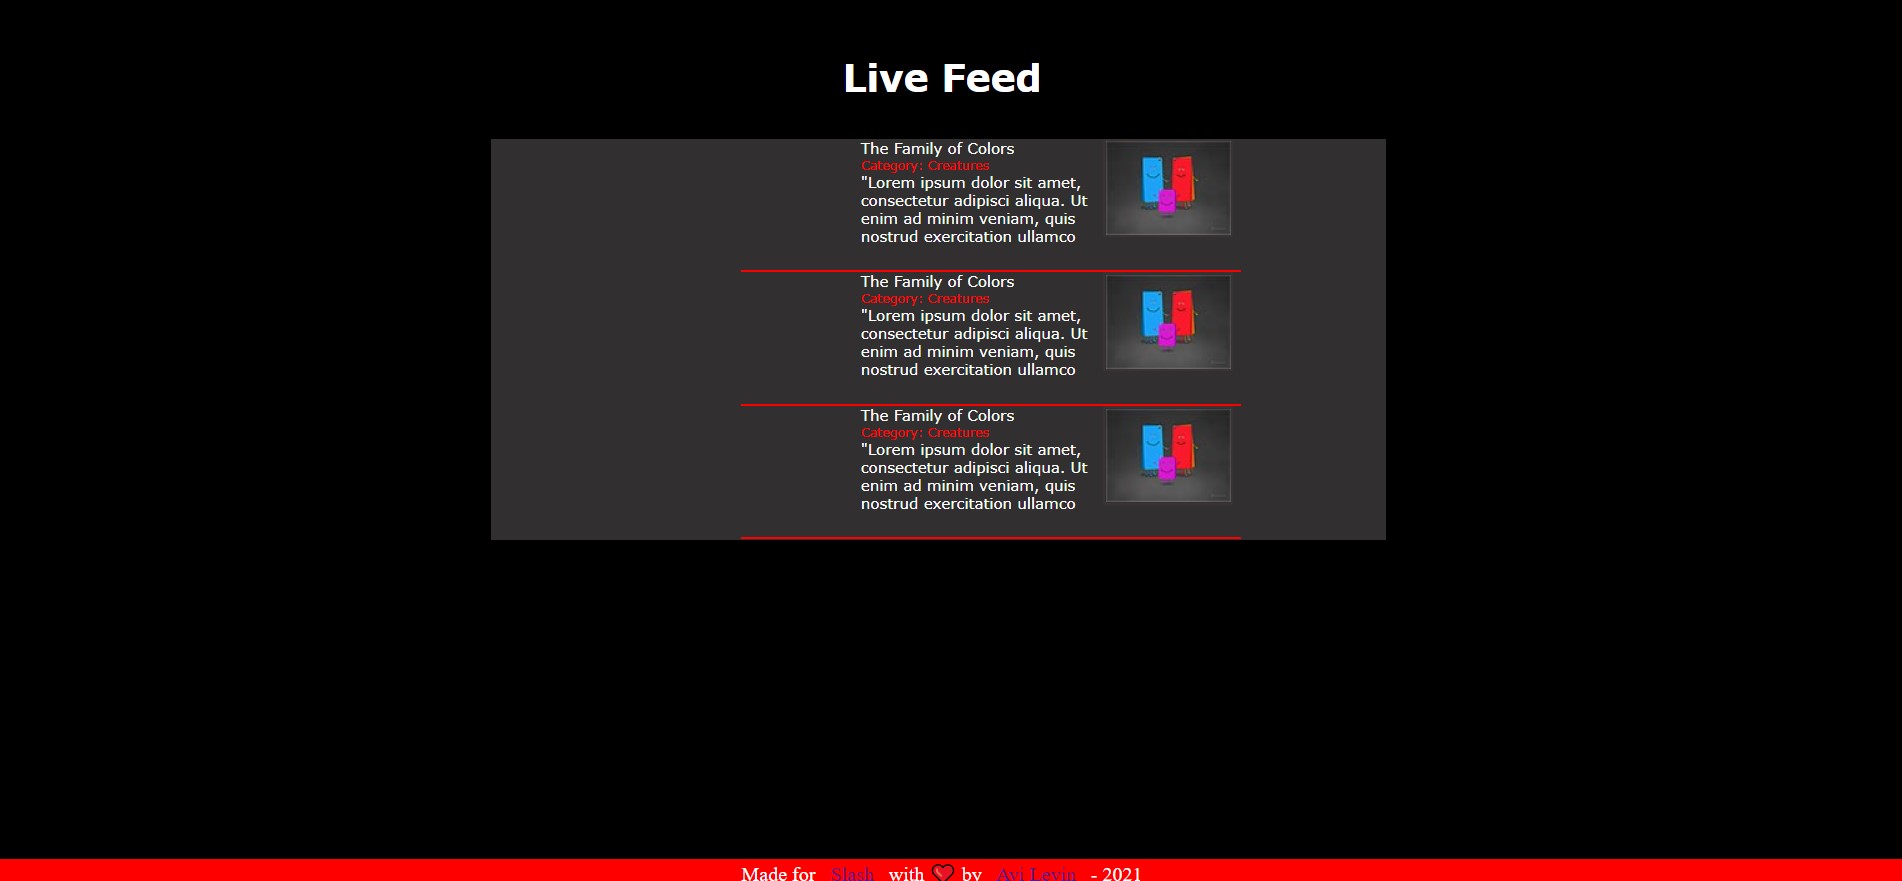 Live Feed
The Family of Colors
Category: Creatures
"Lorem ipsum dolor sit amet,
consectetur adipisci aliqua. Ut
enim ad minim veniam, quis
nostrud exercitation ullamco
The Family of Colors
Category: Creatures
"Lorem ipsum dolor sit amet,
consectetur adipisci aliqua. Ut
enim ad minim veniam, quis
nostrud exercitation ullamco
The Family of Colors
Category: Creatures
"Lorem ipsum dolor sit amet,
consectetur adipisci aliqua. Ut
enim ad minim veniam, quis
nostrud exercitation ullamco
Made for Slash with by Avi Levin - 2021